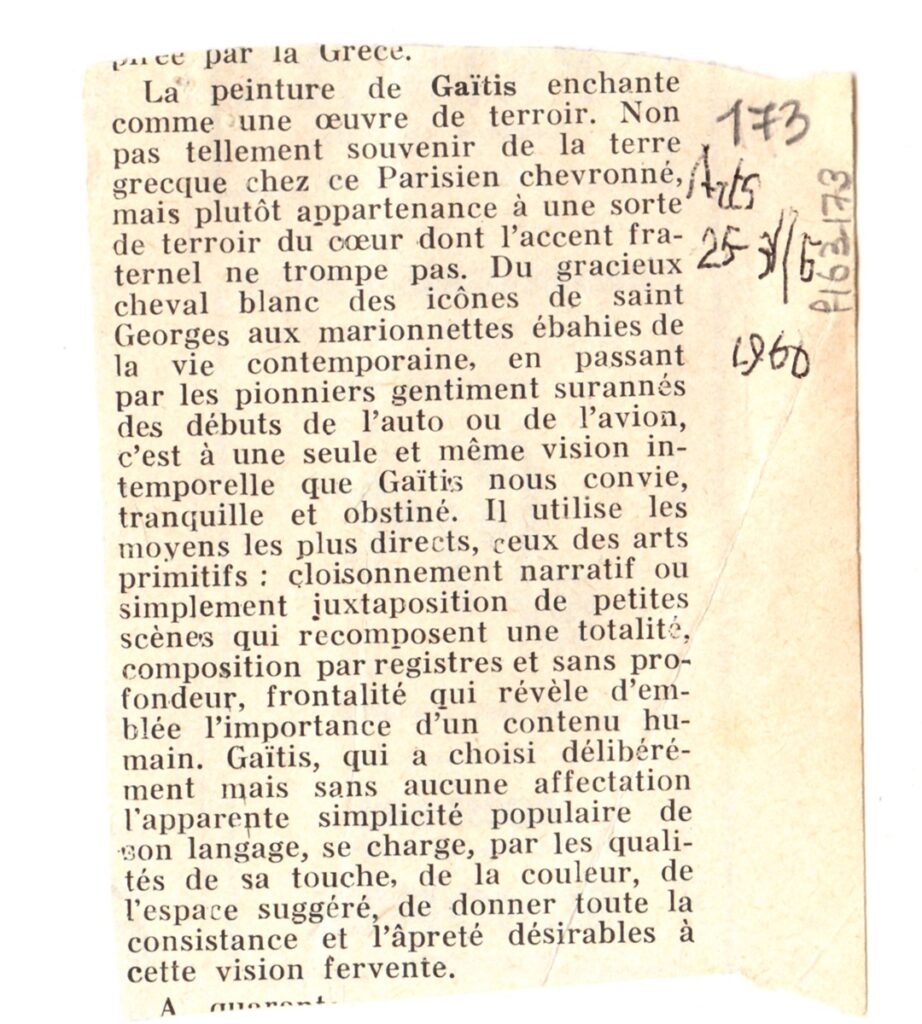 par la Grèce.
La peinture de Gaïtis enchante
comme une œuvre de terroir. Non
pas tellement souvenir de la terre
grecque chez ce Parisien chevronné,
mais plutôt appartenance à une sorte
de terroir du cœur dont l'accent fra-
ternel ne trompe pas. Du gracieux
cheval blanc des icônes de saint
Georges aux marionnettes ébahies de
la vie contemporaine, en passant
par les pionniers gentiment surannés
des débuts de l'auto ou de l'avion,
c'est à une seule et même vision in-
temporelle que Gaïtis nous convie,
tranquille et obstiné. Il utilise les
moyens les plus directs, ceux des arts
primitifs : cloisonnement narratif ou
simplement juxtaposition de petites
scènes qui recomposent une totalité,
composition par registres et sans pro-
fondeur, frontalité qui révèle d'em-
blée l'importance d'un contenu hu-
main. Gaïtis, qui a choisi délibéré-
ment mais sans aucune affectation
l'apparente simplicité populaire de
son langage, se charge, par les quali-
tés de sa touche, de la couleur, de
l'espace suggéré, de donner toute la
consistance et l'âpreté désirables à
cette vision fervente.
A
173
Arts
25-
1960